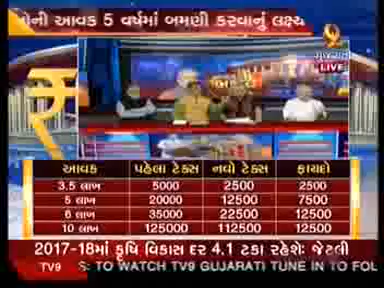 ની આવક 5 વર્ષમાં બમણી કરવાનું લક્ષ્ય
ગુજરાતી
LIVE
આવક પહેલા ટેક્સ નવો ટેક્સ ફાયદો
3.5 લાખ 5000 2500 2500
5 લાખ 20000 12500 7500
6 લાખ 35000 22500 12500
10 લાખ 125000 112500 12500
2017-18માં કૃષિ વિકાસ દર 4.1 ટકા રહેશેઃ જેટલી
TV9 S: TO WATCH TV9 GUJARATI TUNE IN TO FOL